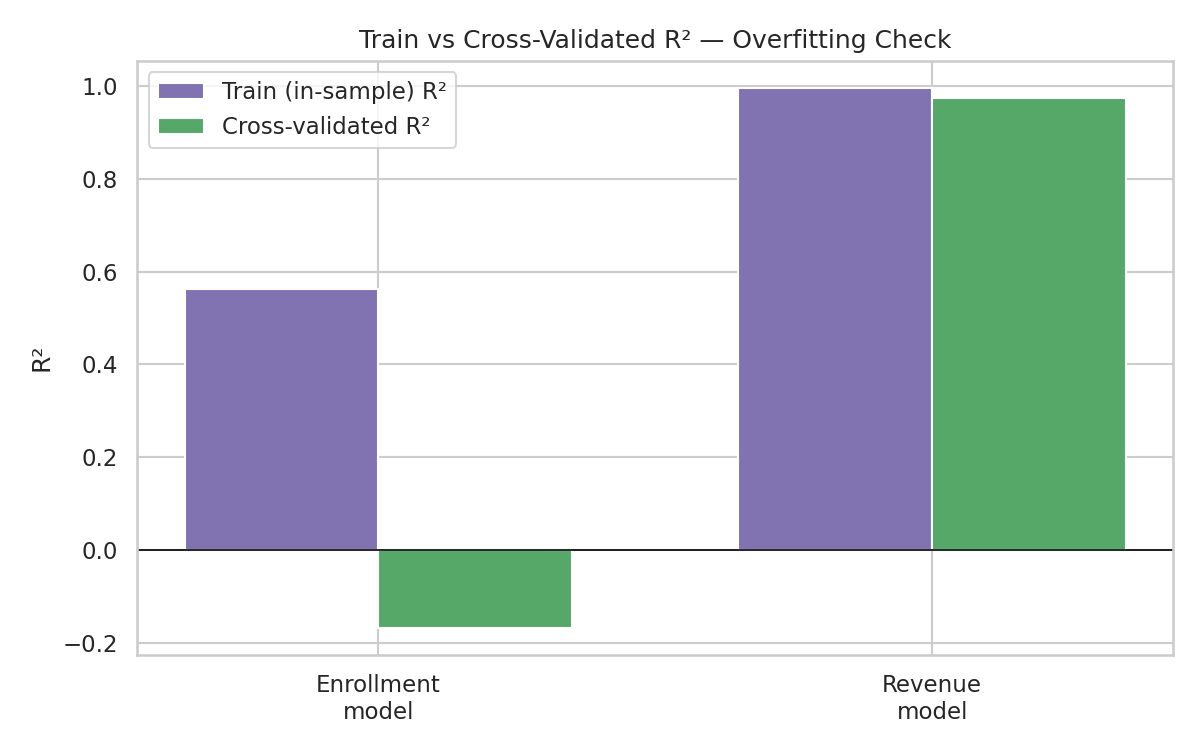 Train vs Cross-Validated R² — Overfitting Check
Train (in-sample) R²
Cross-validated R²
R²
1.0
0.8
0.6
0.4
0.2
0.0
−0.2
Enrollment
model
Revenue
model